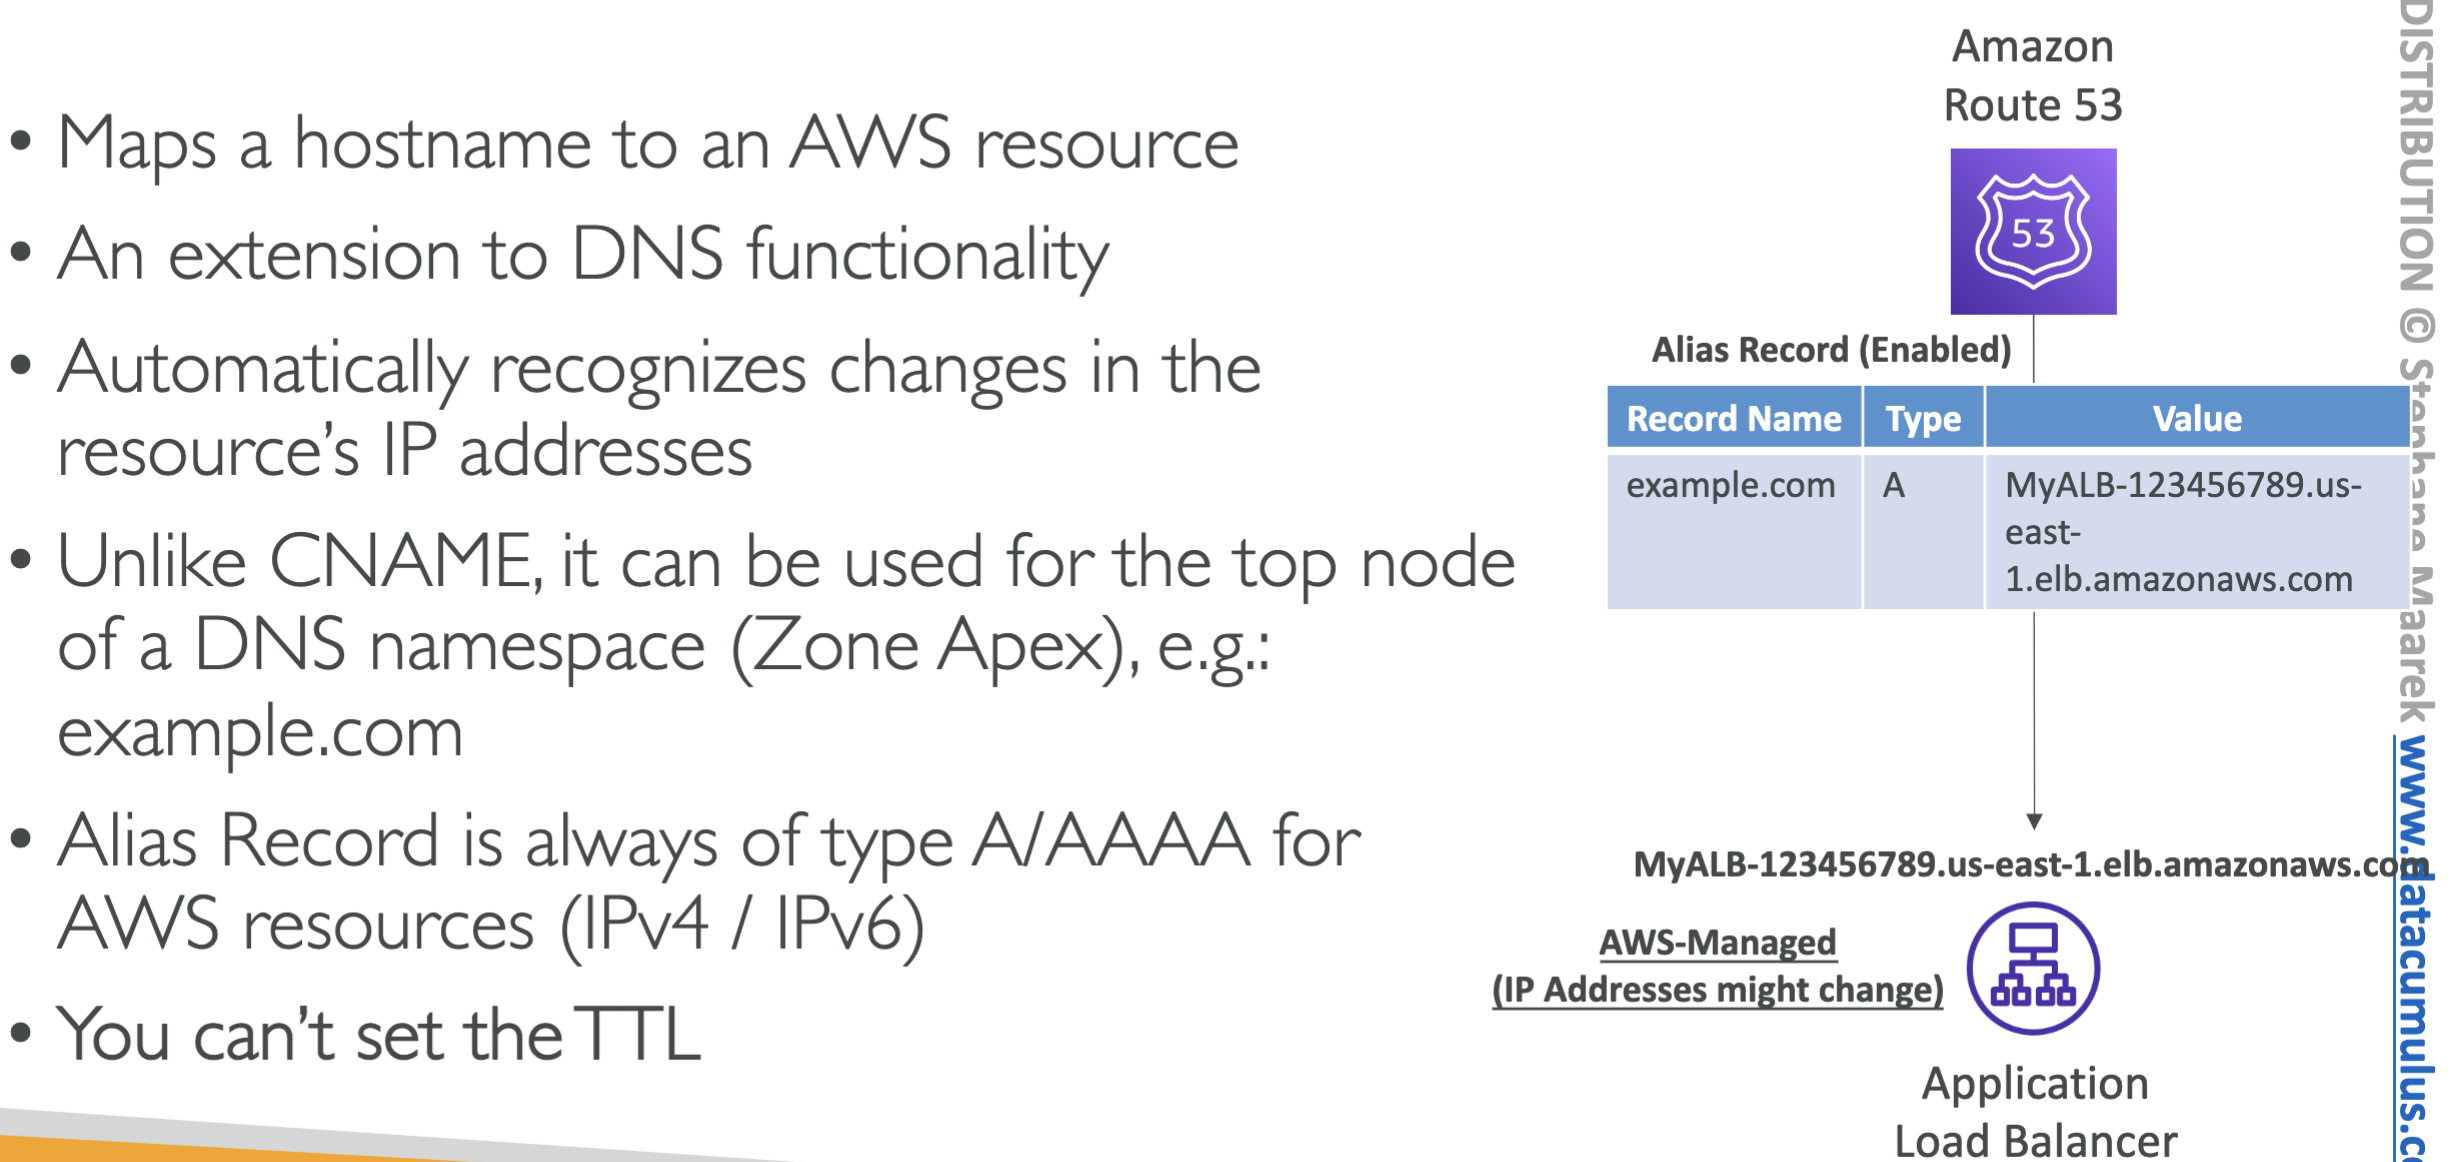 • Maps a hostname to an AWS resource
• An extension to DNS functionality
• Automatically recognizes changes in the
resource's IP addresses
• Unlike CNAME, it can be used for the top node
of a DNS namespace (Zone Apex), e.g.:
example.com
• Alias Record is always of type A/AAAA for
AWS resources (IPv4 / IPv6)
• You can't set the TTL
Amazon
Route 53
53
Alias Record (Enabled)
Record Name Type Value
example.com A MyALB-123456789.us-
east-
1.elb.amazonaws.com
MyALB-123456789.us-east-1.elb.amazonaws.com
AWS-Managed
(IP Addresses might change)
Application
Load Balancer
DISTRIBUTION © Stephane Maarek www.datacumulus.c